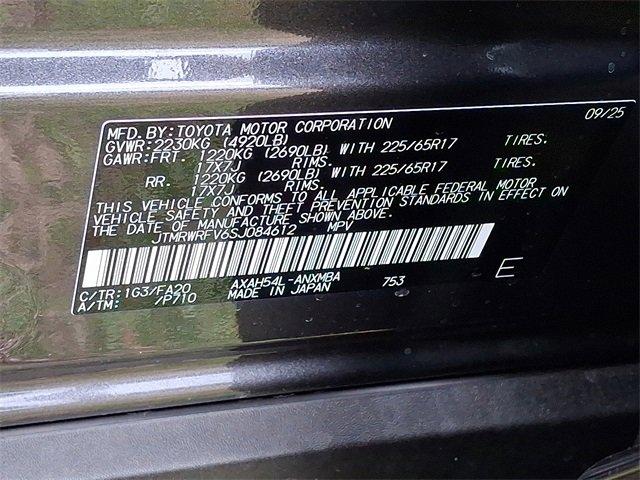 09/25
MFD. BY: TOYOTA MOTOR CORPORATION
GVWR: 2230KG (4920LB)
GAWR: FRT. 1220KG (2690LB) WITH 225/65R17 TIRES.
17X7J RIMS.
RR. 1220KG (2690LB) WITH 225/65R17 TIRES.
17X7J RIMS.
THIS VEHICLE CONFORMS TO ALL APPLICABLE FEDERAL MOTOR
VEHICLE SAFETY AND THEFT PREVENTION STANDARDS IN EFFECT ON
THE DATE OF MANUFACTURE SHOWN ABOVE.
JTMRWRFV6SJ084612 MPV
C/TR: 1G3/FA20 AXAH54L-ANXMBA 753 E
A/TM: /P710 MADE IN JAPAN